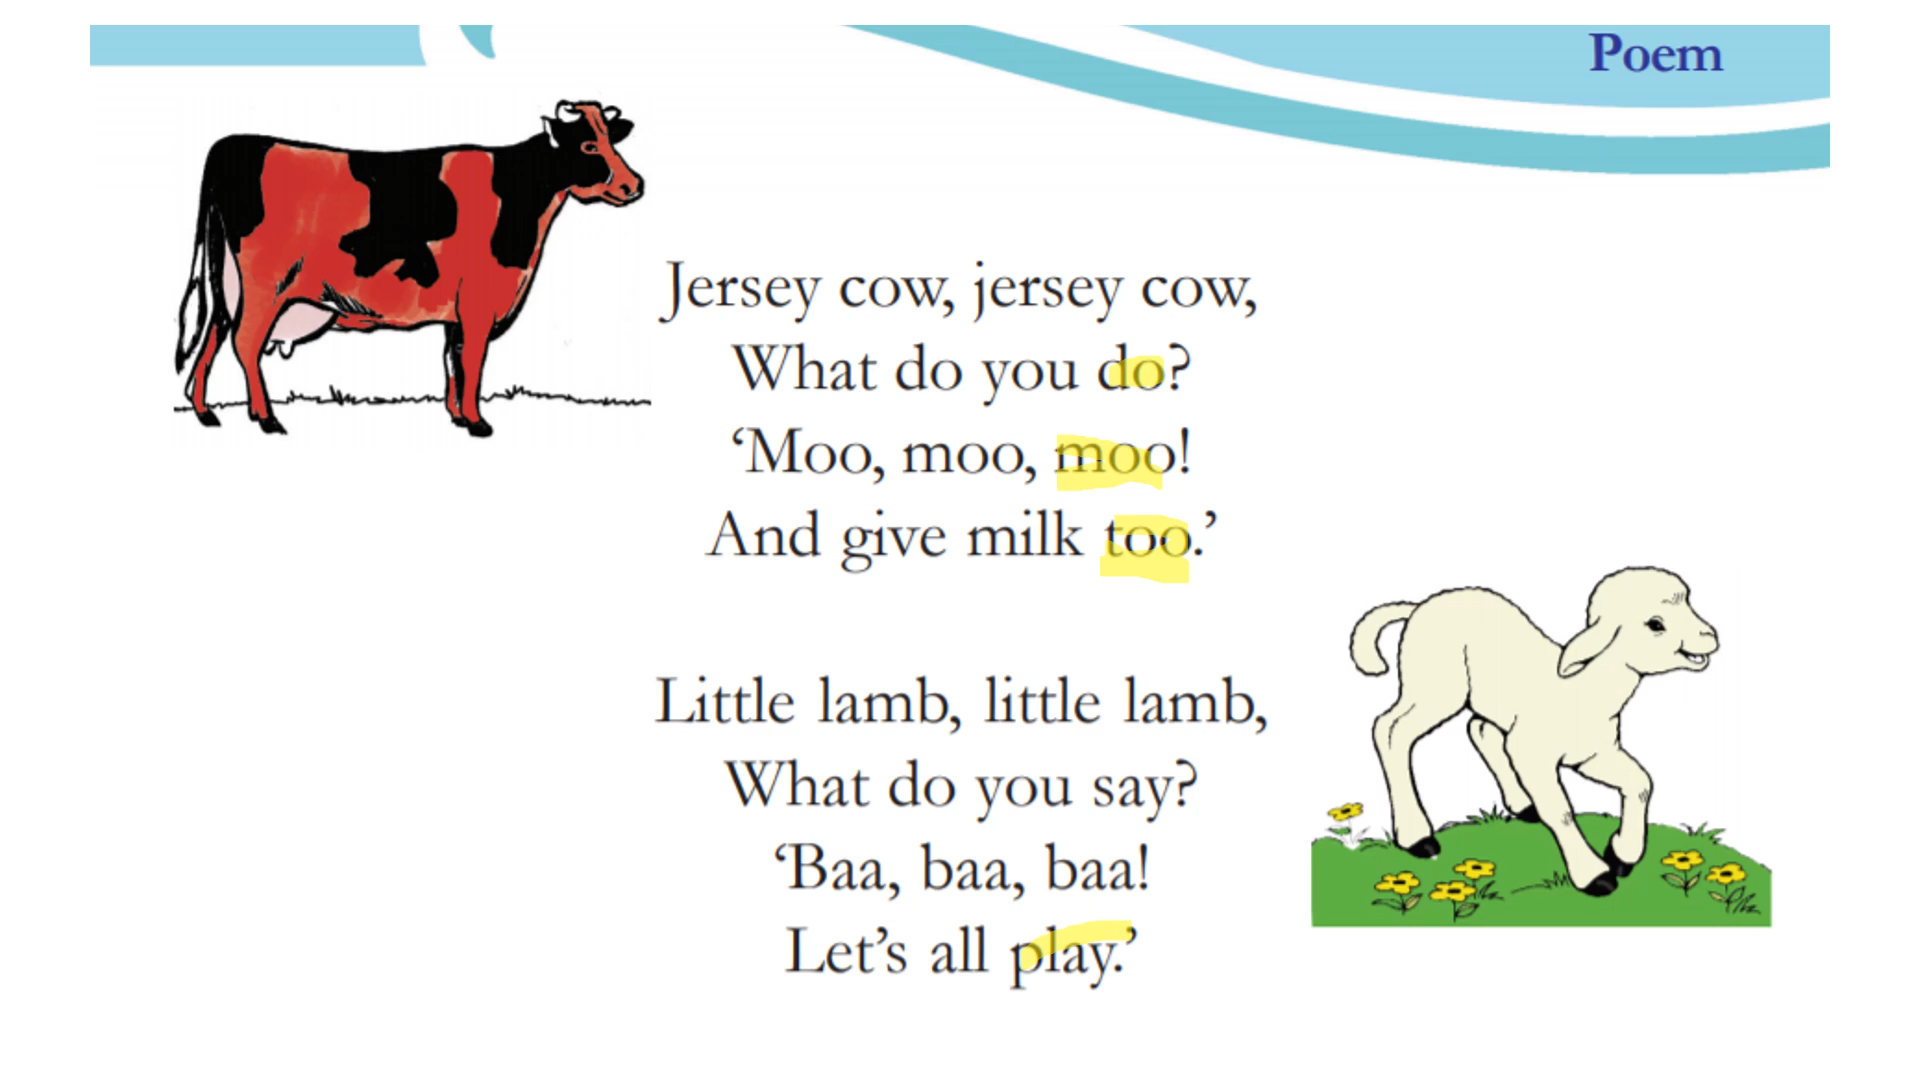 Poem
Jersey cow, jersey cow,
What do you do?
‘Moo, moo, moo!
And give milk too.’
Little lamb, little lamb,
What do you say?
‘Baa, baa, baa!
Let’s all play.’